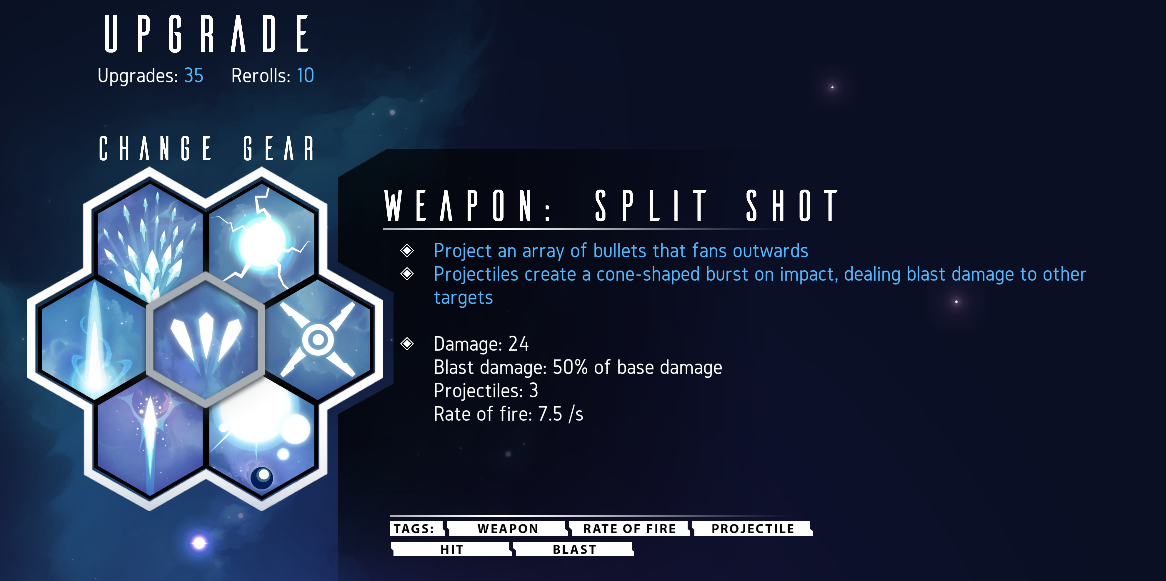 UPGRADE
Upgrades: 35 Rerolls: 10
CHANGE GEAR
WEAPON: SPLIT SHOT
Project an array of bullets that fans outwards
Projectiles create a cone-shaped burst on impact, dealing blast damage to other
targets
Damage: 24
Blast damage: 50% of base damage
Projectiles: 3
Rate of fire: 7.5 /s
TAGS: WEAPON RATE OF FIRE PROJECTILE
HIT BLAST